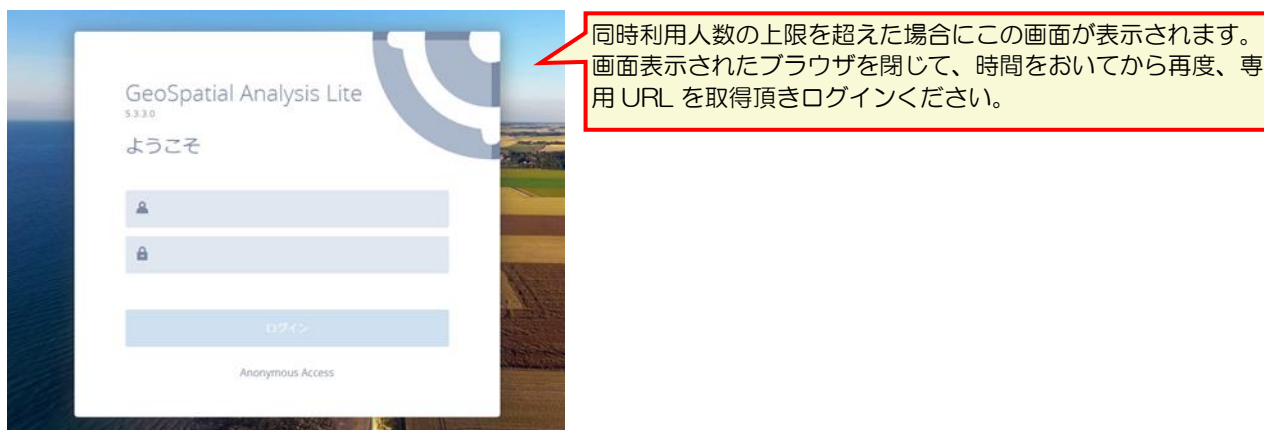 GeoSpatial Analysis Lite
5.3.3.0
ようこそ
ログイン
Anonymous Access
同時利用人数の上限を超えた場合にこの画面が表示されます。
画面表示されたブラウザを閉じて、時間をおいてから再度、専
用 URL を取得頂きログインください。